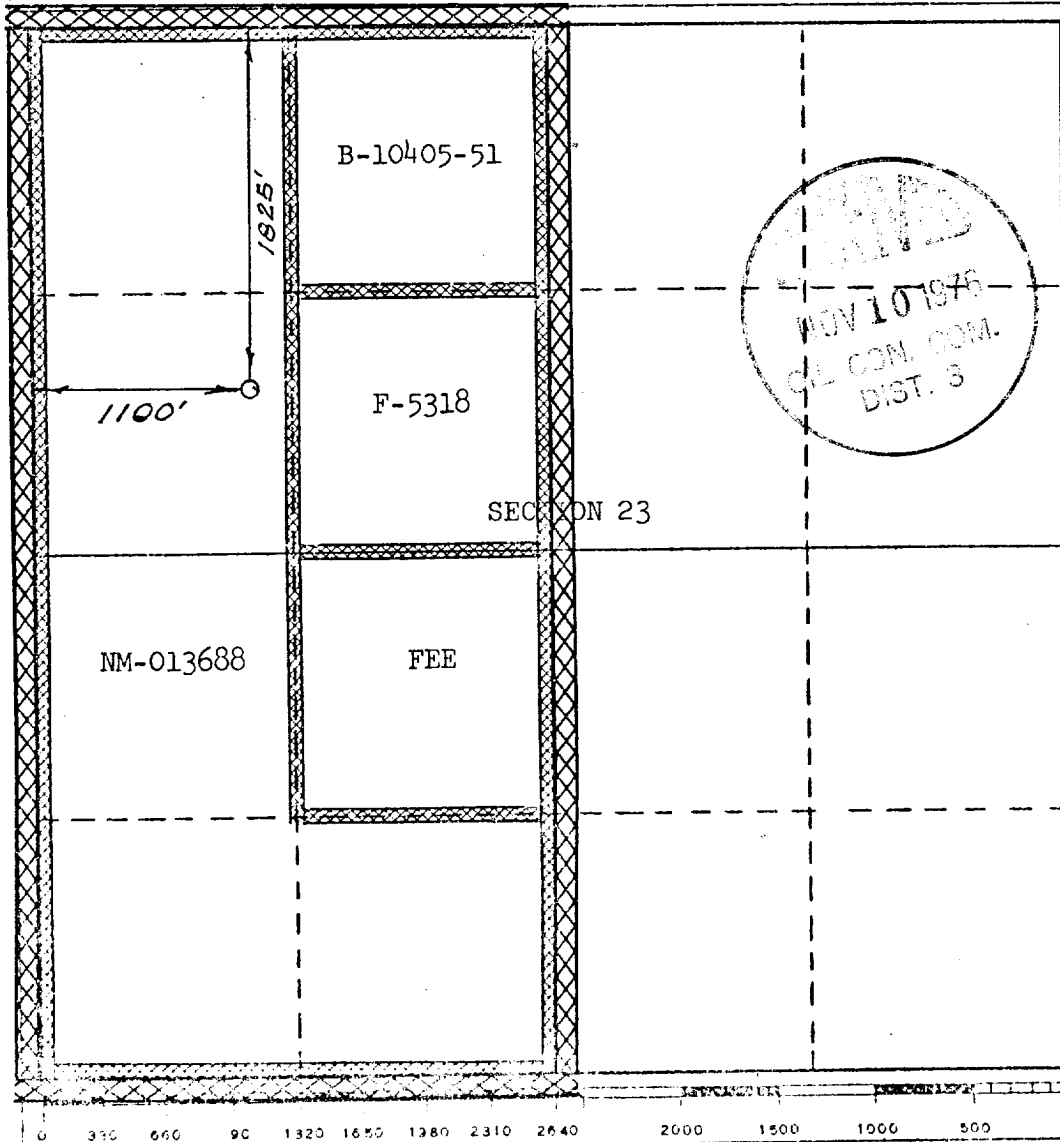 B-10405-51
1825'
NOV 10 1976
OIL CON. COM.
DIST. 3
1100'
F-5318
SECTION 23
NM-013688
FEE
0 330 660 90 1320 1650 1980 2310 2640 2000 1500 1000 500